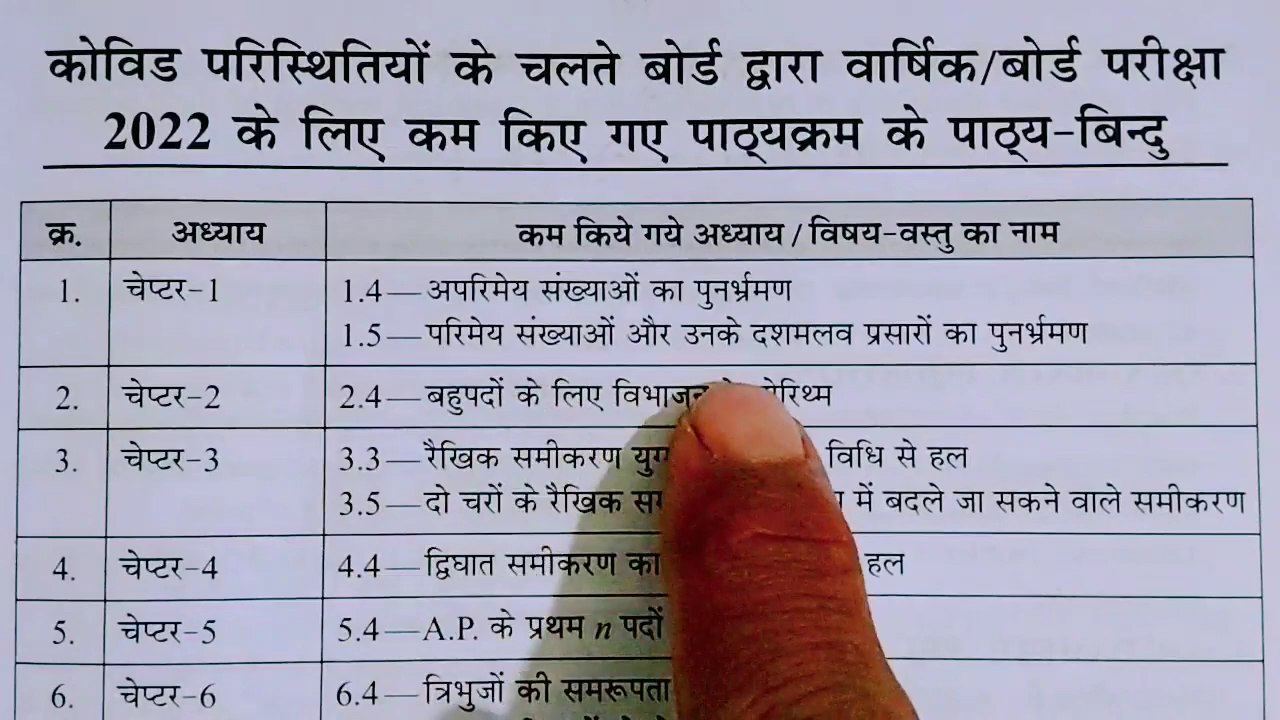 कोविड परिस्थितियों के चलते बोर्ड द्वारा वार्षिक/बोर्ड परीक्षा
2022 के लिए कम किए गए पाठ्यक्रम के पाठ्य-बिन्दु
क्र. अध्याय कम किये गये अध्याय / विषय-वस्तु का नाम
1. चेप्टर-1 1.4—अपरिमेय संख्याओं का पुनर्भ्रमण
1.5—परिमेय संख्याओं और उनके दशमलव प्रसारों का पुनर्भ्रमण
2. चेप्टर-2 2.4—बहुपदों के लिए विभाजन
3. चेप्टर-3 3.3—रैखिक समीकरण विधि से हल
3.5—दो चरों के रैखिक में बदले जा सकने वाले समीकरण
4. चेप्टर-4 4.4—द्विघात समीकरण का हल
5. चेप्टर-5 5.4—A.P. के प्रथम n पदों
6. चेप्टर-6 6.4—त्रिभुजों की समरूपता